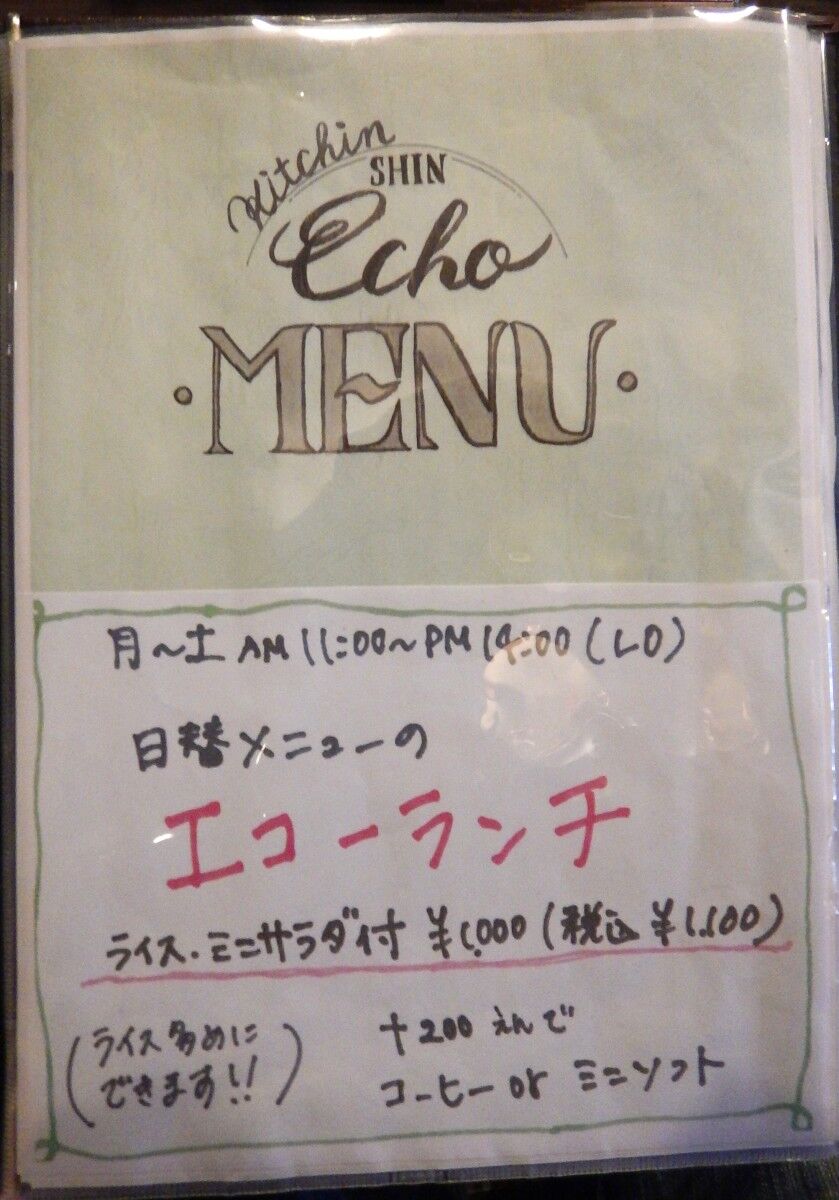 Kitchin
SHIN
Echo
・MENU・
月～土 AM 11:00～PM 14:00（LO）
日替メニューの
エコーランチ
ライス・ミニサラダ付 ¥1,000（税込 ¥1.100）
（ライス多めに
できます!!）
+200 えんで
コーヒー or ミニソフト